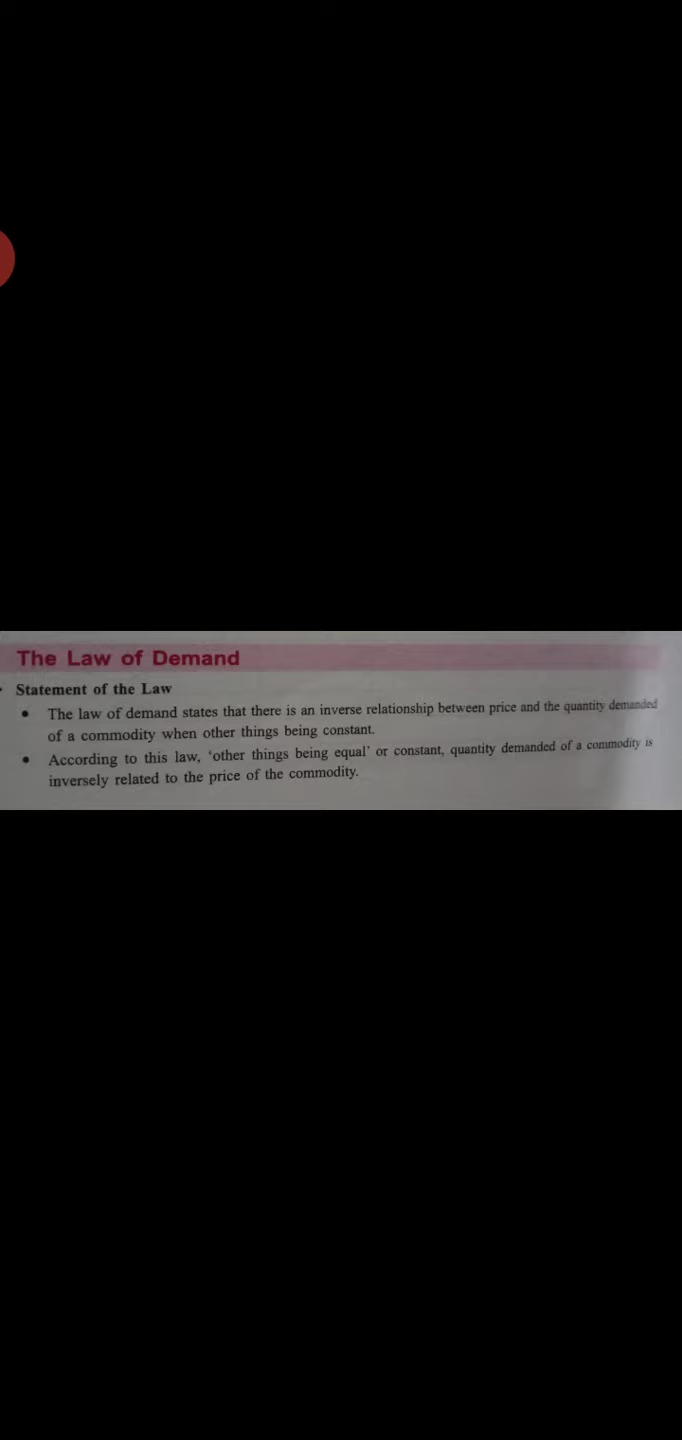 The Law of Demand
Statement of the Law
• The law of demand states that there is an inverse relationship between price and the quantity demanded
of a commodity when other things being constant.
• According to this law, ‘other things being equal’ or constant, quantity demanded of a commodity is
inversely related to the price of the commodity.